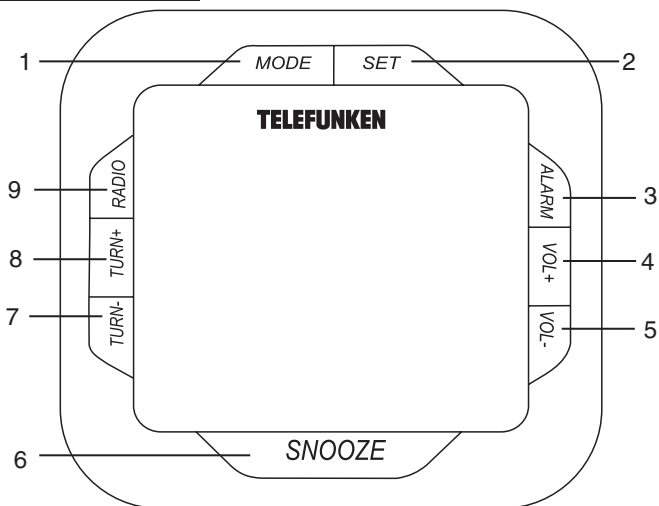 1 MODE SET 2
TELEFUNKEN
9 RADIO ALARM 3
8 TURN+ VOL+ 4
7 TURN- VOL- 5
6 SNOOZE